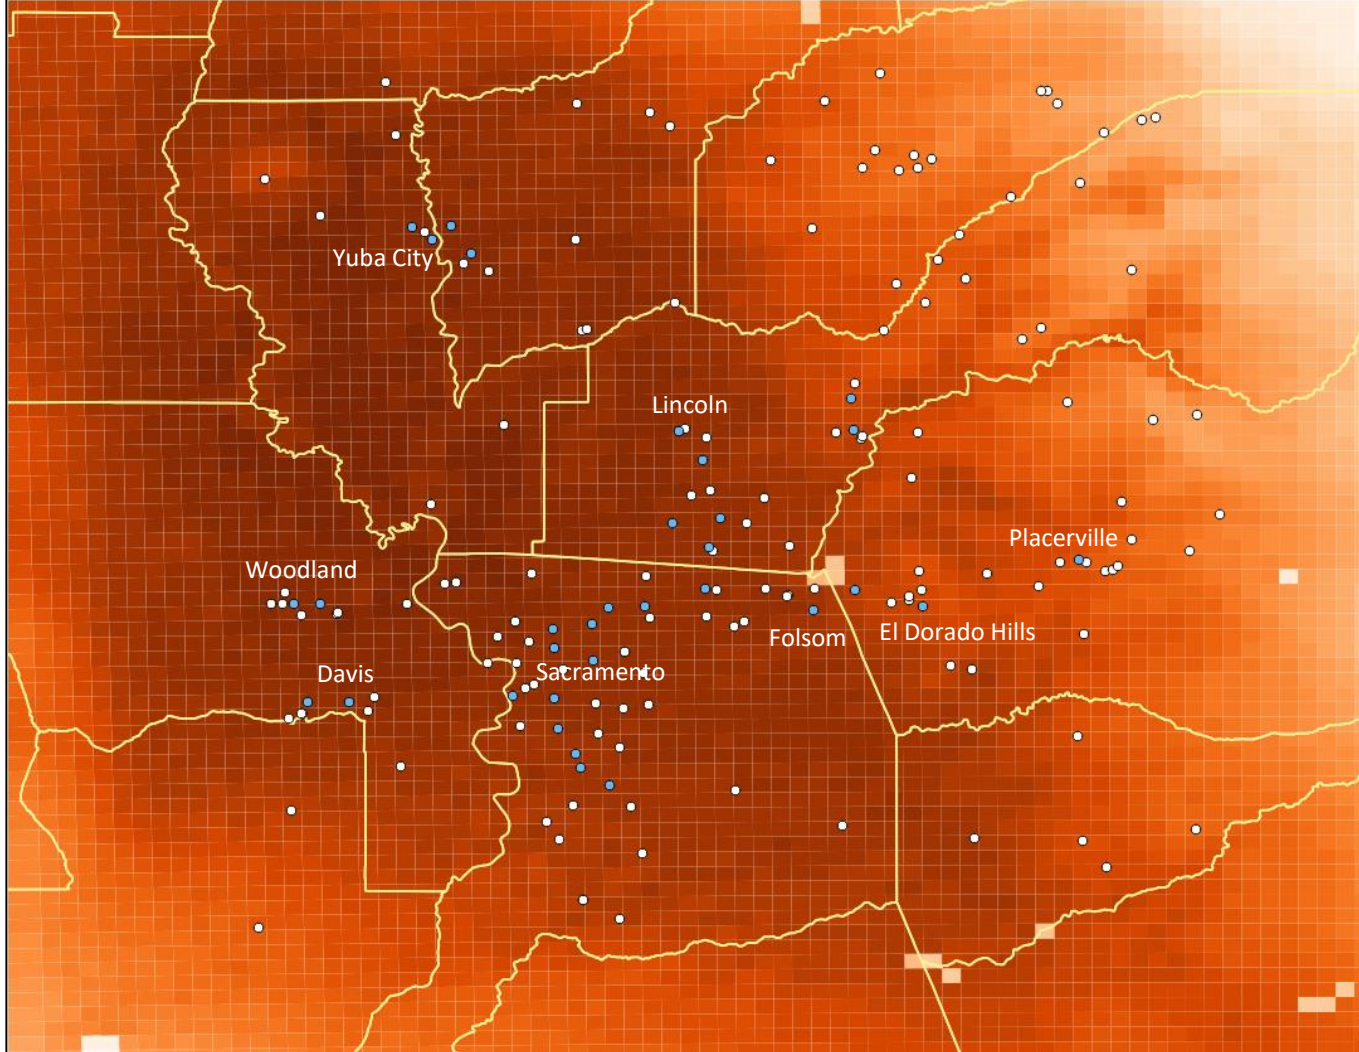 Yuba City
Lincoln
Placerville
Woodland
Folsom
El Dorado Hills
Davis
Sacramento